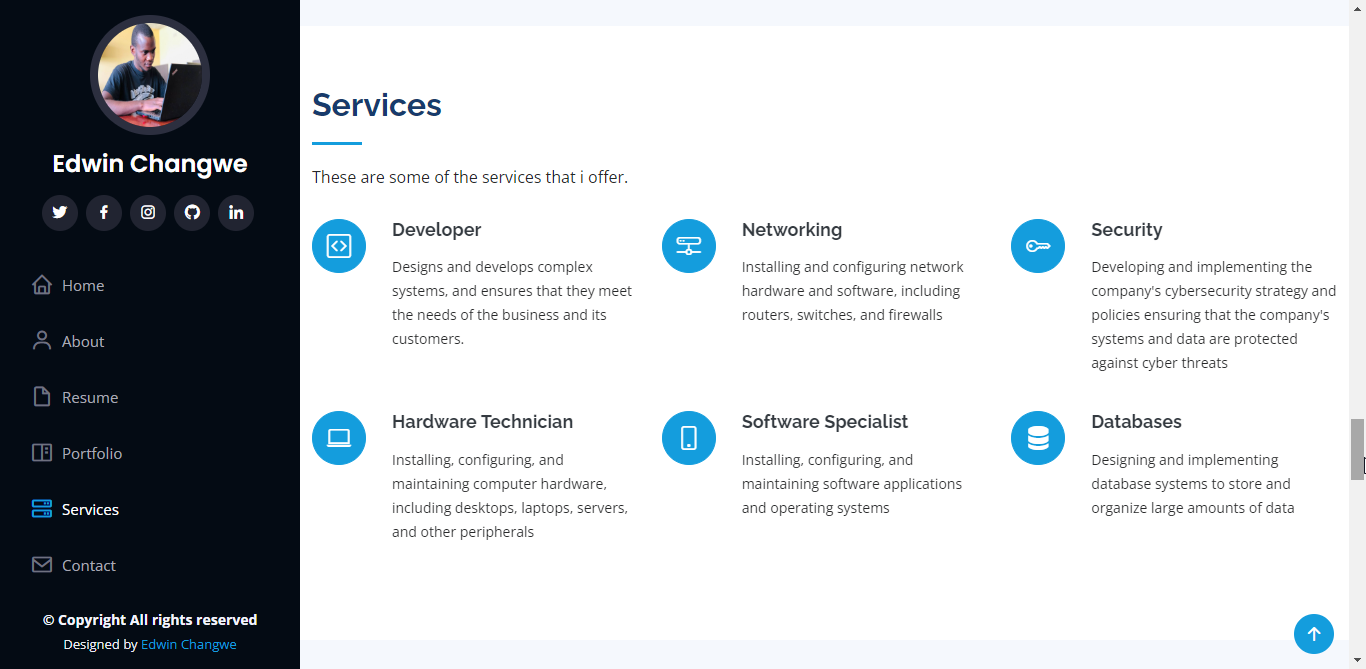 Edwin Changwe
Home
About
Resume
Portfolio
Services
Contact
© Copyright All rights reserved
Designed by Edwin Changwe
Services
These are some of the services that i offer.
Developer
Designs and develops complex
systems, and ensures that they meet
the needs of the business and its
customers.
Networking
Installing and configuring network
hardware and software, including
routers, switches, and firewalls
Security
Developing and implementing the
company's cybersecurity strategy and
policies ensuring that the company's
systems and data are protected
against cyber threats
Hardware Technician
Installing, configuring, and
maintaining computer hardware,
including desktops, laptops, servers,
and other peripherals
Software Specialist
Installing, configuring, and
maintaining software applications
and operating systems
Databases
Designing and implementing
database systems to store and
organize large amounts of data